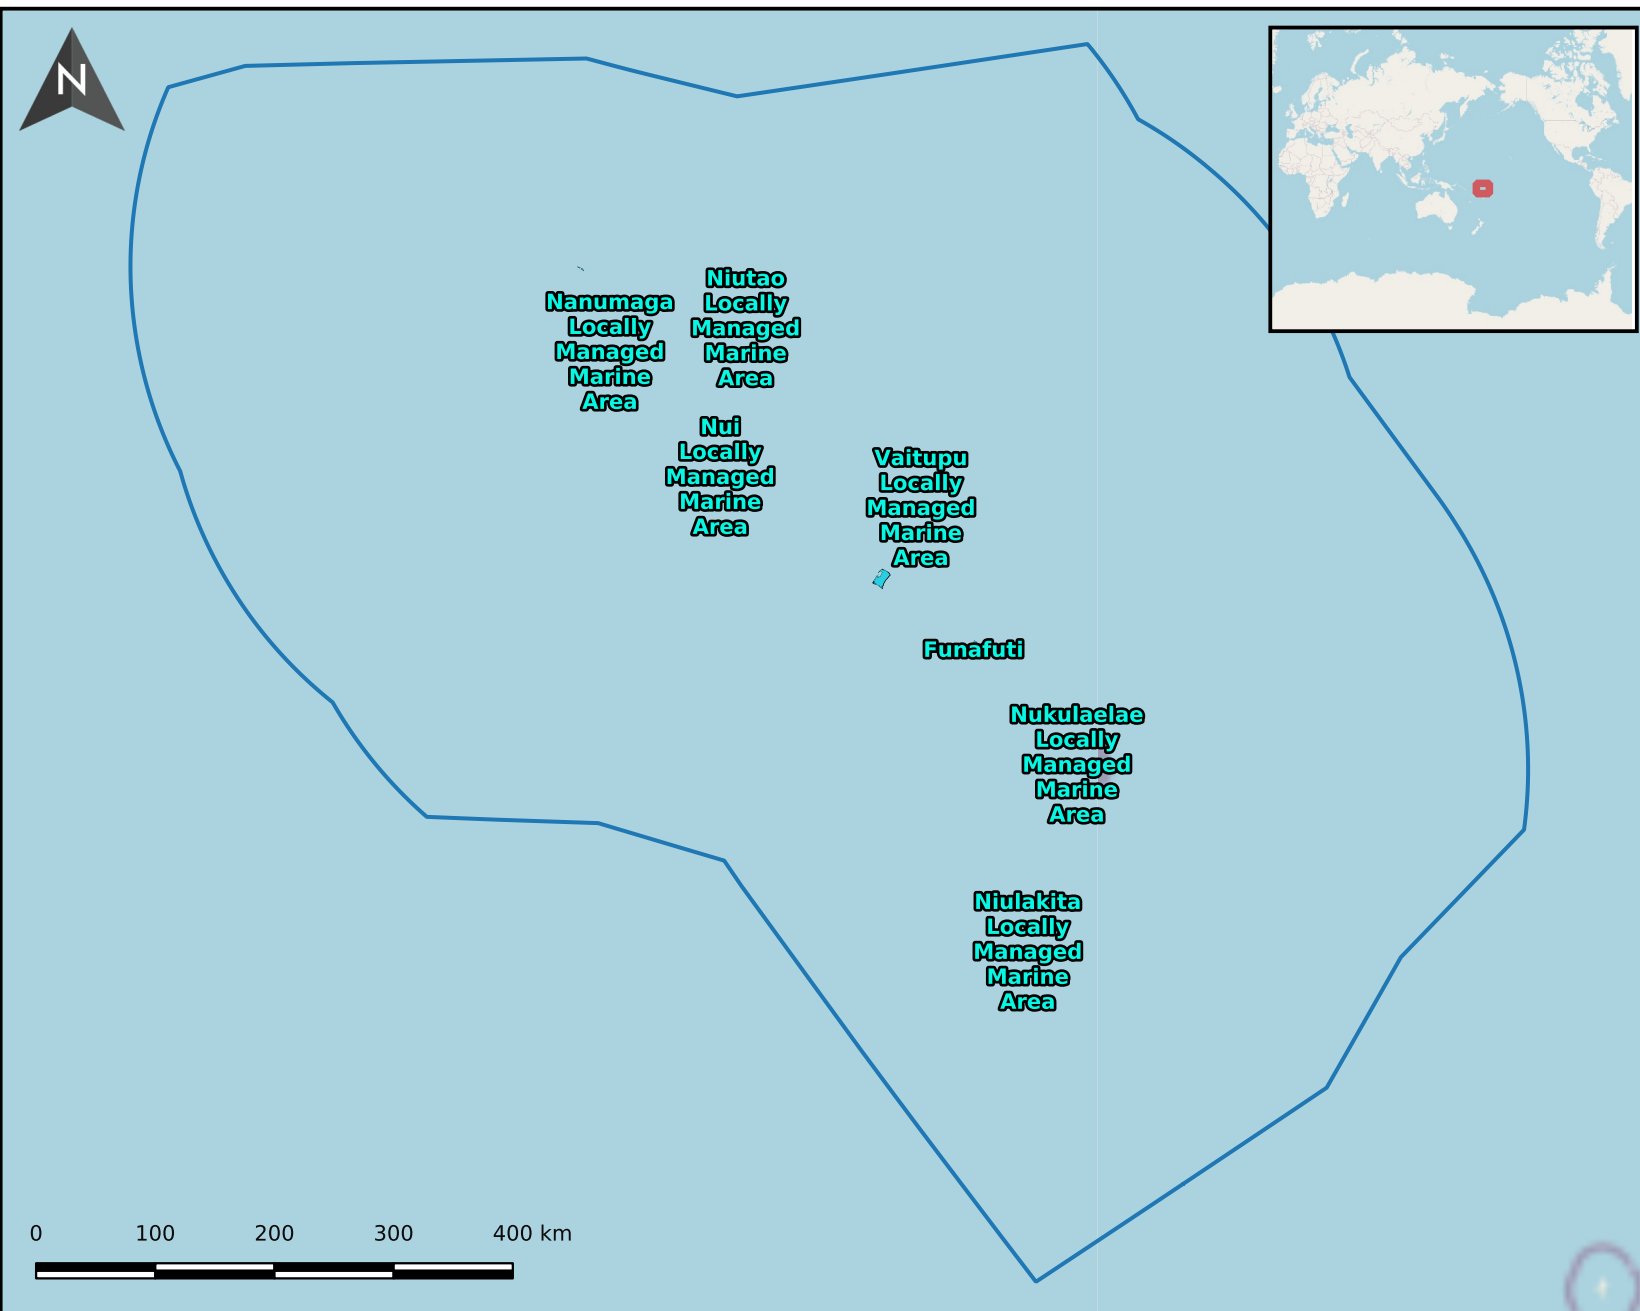 N
Niutao
Locally
Managed
Marine
Area
Nanumaga
Locally
Managed
Marine
Area
Nui
Locally
Managed
Marine
Area
Vaitupu
Locally
Managed
Marine
Area
Funafuti
Nukulaelae
Locally
Managed
Marine
Area
Niulakita
Locally
Managed
Marine
Area
0 100 200 300 400 km